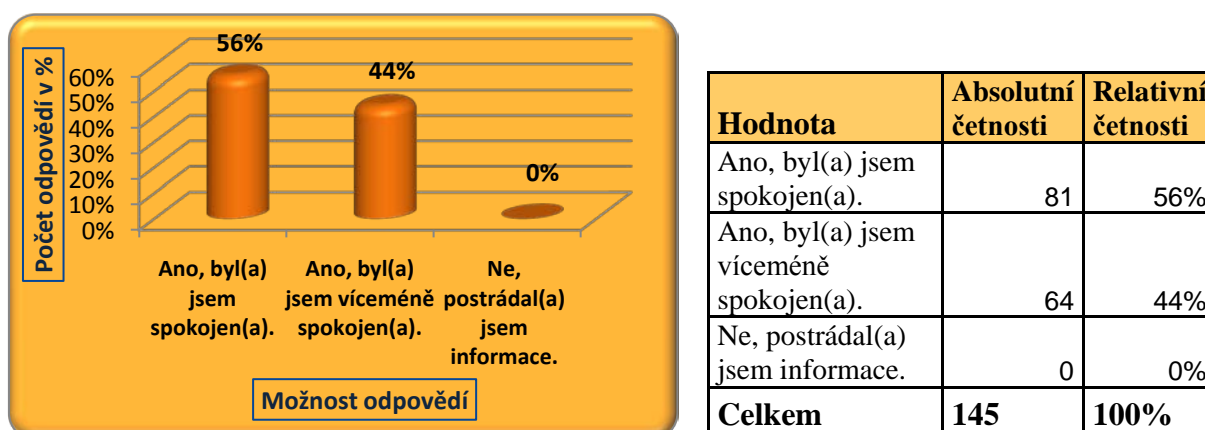 Počet odpovědí v %
60%
50%
40%
30%
20%
10%
0%
56%
44%
0%
Ano, byl(a)
jsem
spokojen(a).
Ano, byl(a)
jsem víceméně
spokojen(a).
Ne,
postrádal(a)
jsem
informace.
Možnost odpovědí
Hodnota Absolutní četnosti Relativní četnosti
Ano, byl(a) jsem
spokojen(a). 81 56%
Ano, byl(a) jsem
víceméně
spokojen(a). 64 44%
Ne, postrádal(a)
jsem informace. 0 0%
Celkem 145 100%